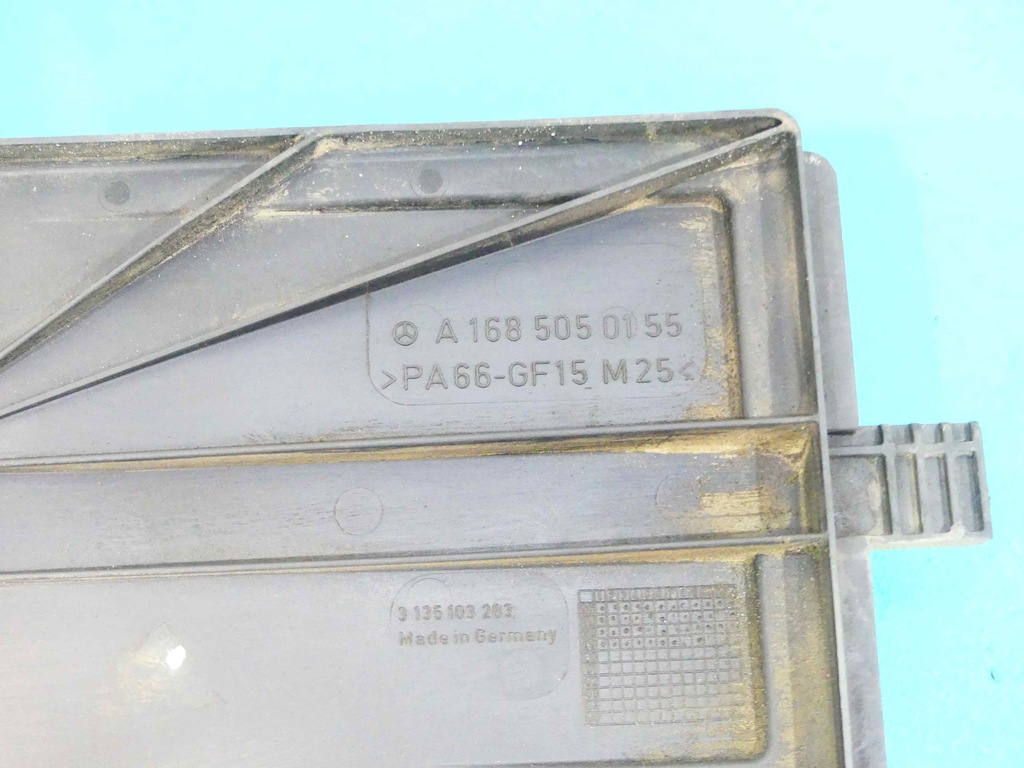 A 168 505 01 55
>PA66-GF15 M25<
3 135 103 283
Made in Germany